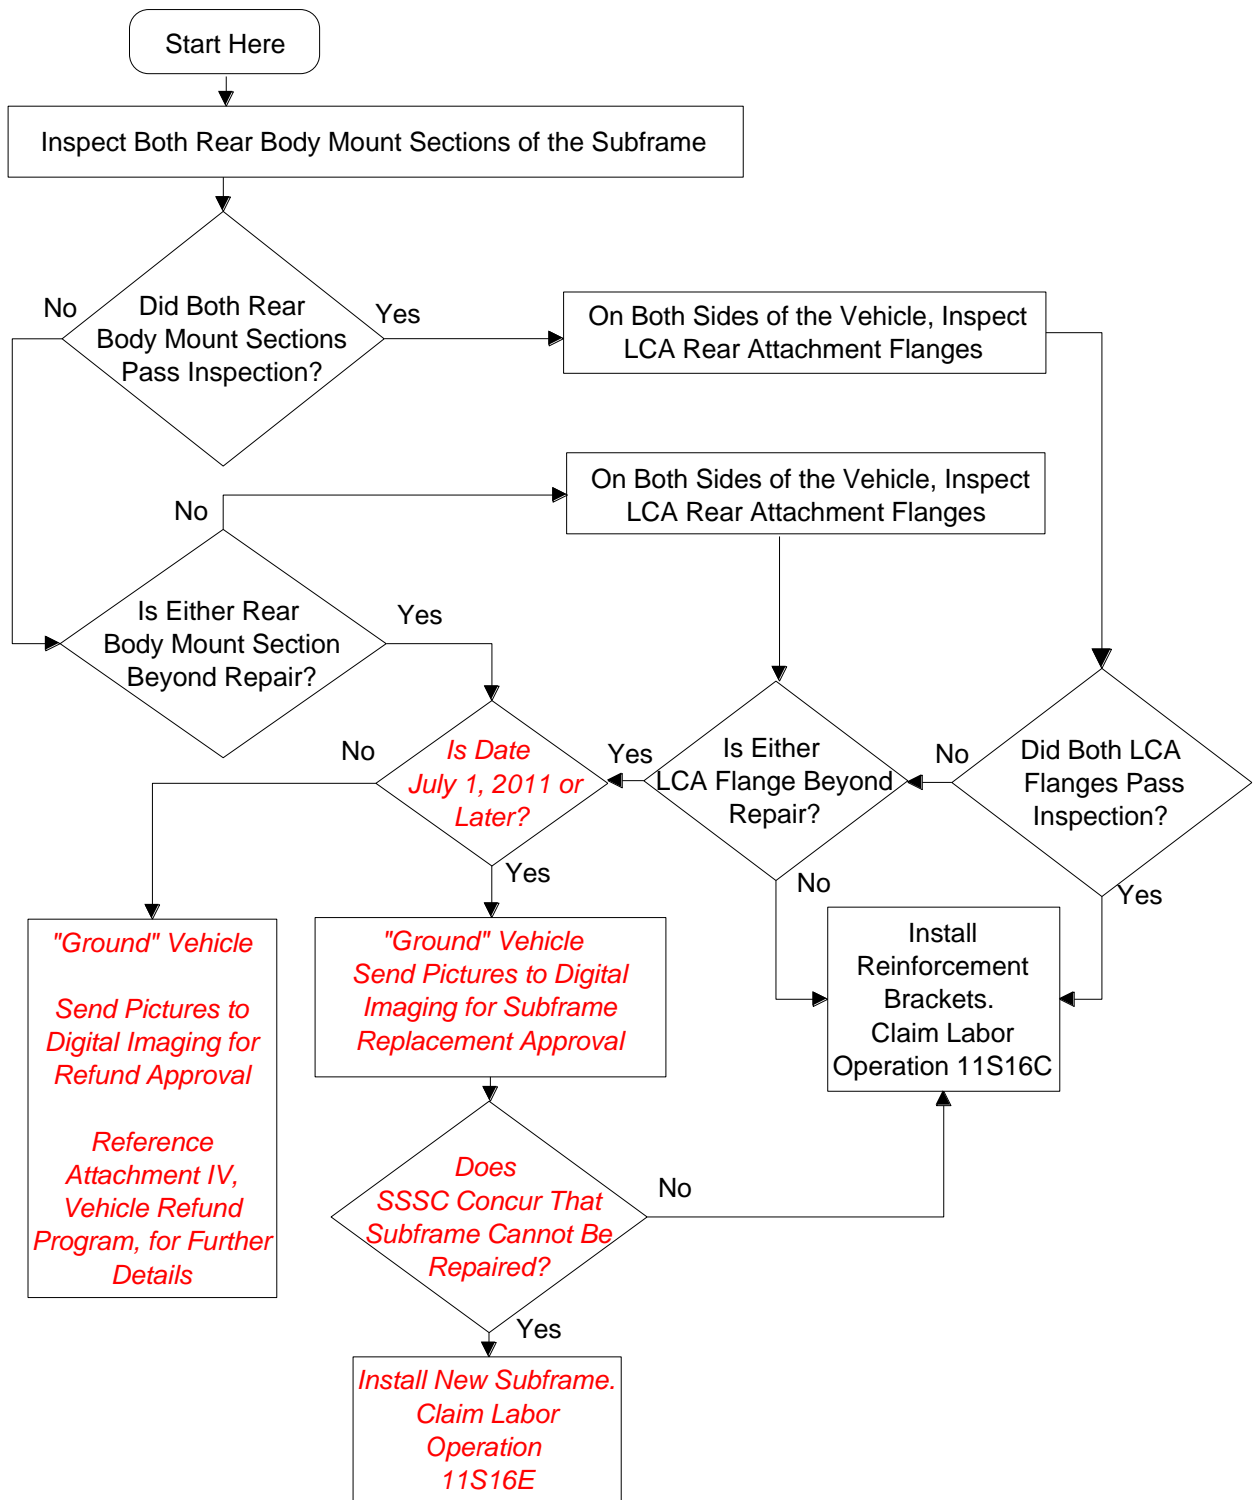 Start Here
Inspect Both Rear Body Mount Sections of the Subframe
No
Did Both Rear
Body Mount Sections
Pass Inspection?
Yes
On Both Sides of the Vehicle, Inspect
LCA Rear Attachment Flanges
No
On Both Sides of the Vehicle, Inspect
LCA Rear Attachment Flanges
Is Either Rear
Body Mount Section
Beyond Repair?
Yes
No
Is Date
July 1, 2011 or
Later?
Yes
Is Either
LCA Flange Beyond
Repair?
No
Did Both LCA
Flanges Pass
Inspection?
Yes
No
Yes
"Ground" Vehicle
Send Pictures to
Digital Imaging for
Refund Approval
Reference
Attachment IV,
Vehicle Refund
Program, for Further
Details
"Ground" Vehicle
Send Pictures to Digital
Imaging for Subframe
Replacement Approval
Install
Reinforcement
Brackets.
Claim Labor
Operation 11S16C
Does
SSSC Concur That
Subframe Cannot Be
Repaired?
No
Yes
Install New Subframe.
Claim Labor
Operation
11S16E